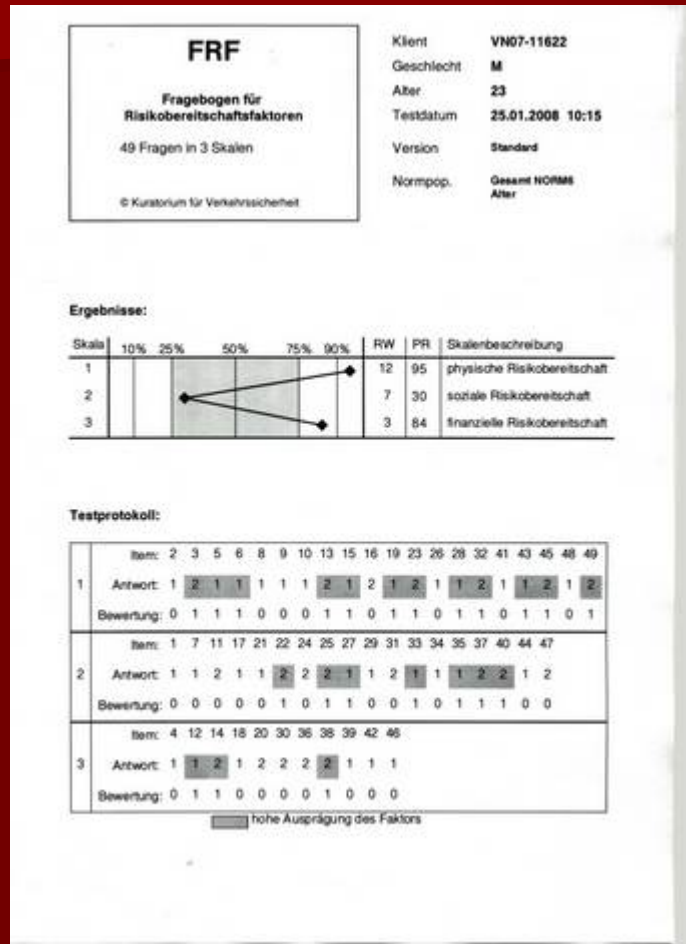 FRF
Fragebogen für
Risikobereitschaftsfaktoren
49 Fragen in 3 Skalen
© Kuratorium für Verkehrssicherheit
Klient VN07-11622
Geschlecht M
Alter 23
Testdatum 25.01.2008 10:15
Version Standard
Normpop. Gesamt NORM6
Alter
Ergebnisse:
Skala 10% 25% 50% 75% 90% RW PR Skalenbeschreibung
1 12 95 physische Risikobereitschaft
2 7 30 soziale Risikobereitschaft
3 3 84 finanzielle Risikobereitschaft
Testprotokoll:
Item: 2 3 5 6 8 9 10 13 15 16 19 23 26 28 32 41 43 45 48 49
1 Antwort: 1 2 1 1 1 1 1 2 1 2 1 2 1 1 2 1 1 2 1 2
Bewertung: 0 1 1 1 0 0 0 1 1 0 1 1 0 1 1 0 1 1 0 1
Item: 1 7 11 17 21 22 24 25 27 29 31 33 34 35 37 40 44 47
2 Antwort: 1 1 2 1 1 2 2 2 1 1 2 1 1 1 2 2 1 2
Bewertung: 0 0 0 0 0 1 0 1 1 0 0 1 0 1 1 1 0 0
Item: 4 12 14 18 20 30 36 38 39 42 46
3 Antwort: 1 1 2 1 2 2 2 2 1 1 1
Bewertung: 0 1 1 0 0 0 0 1 0 0 0
hohe Ausprägung des Faktors